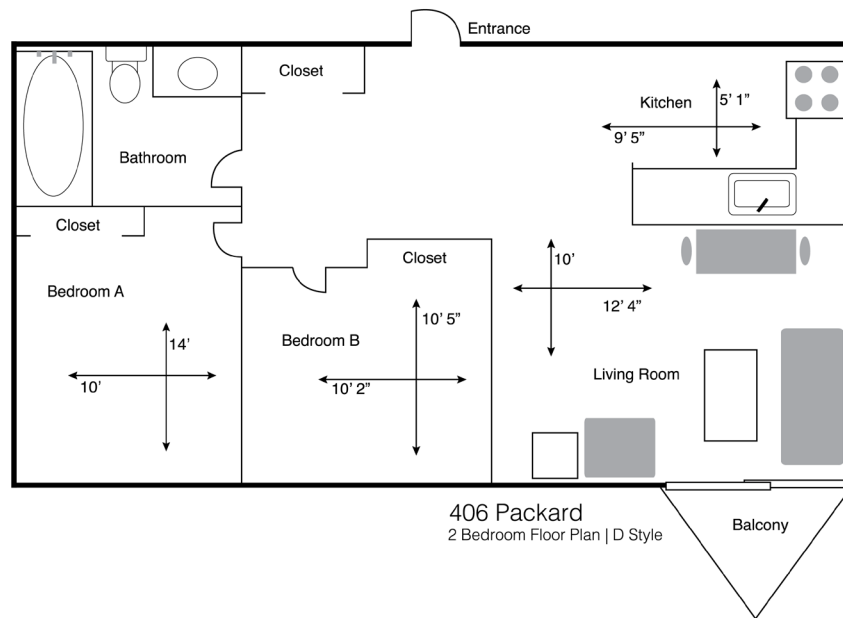 Entrance
Closet
Kitchen
5’ 1”
9’ 5”
Bathroom
Closet
Closet
10’
Bedroom A
12’ 4”
10’ 5”
Bedroom B
14’
Living Room
10’
10’ 2”
406 Packard
2 Bedroom Floor Plan | D Style
Balcony